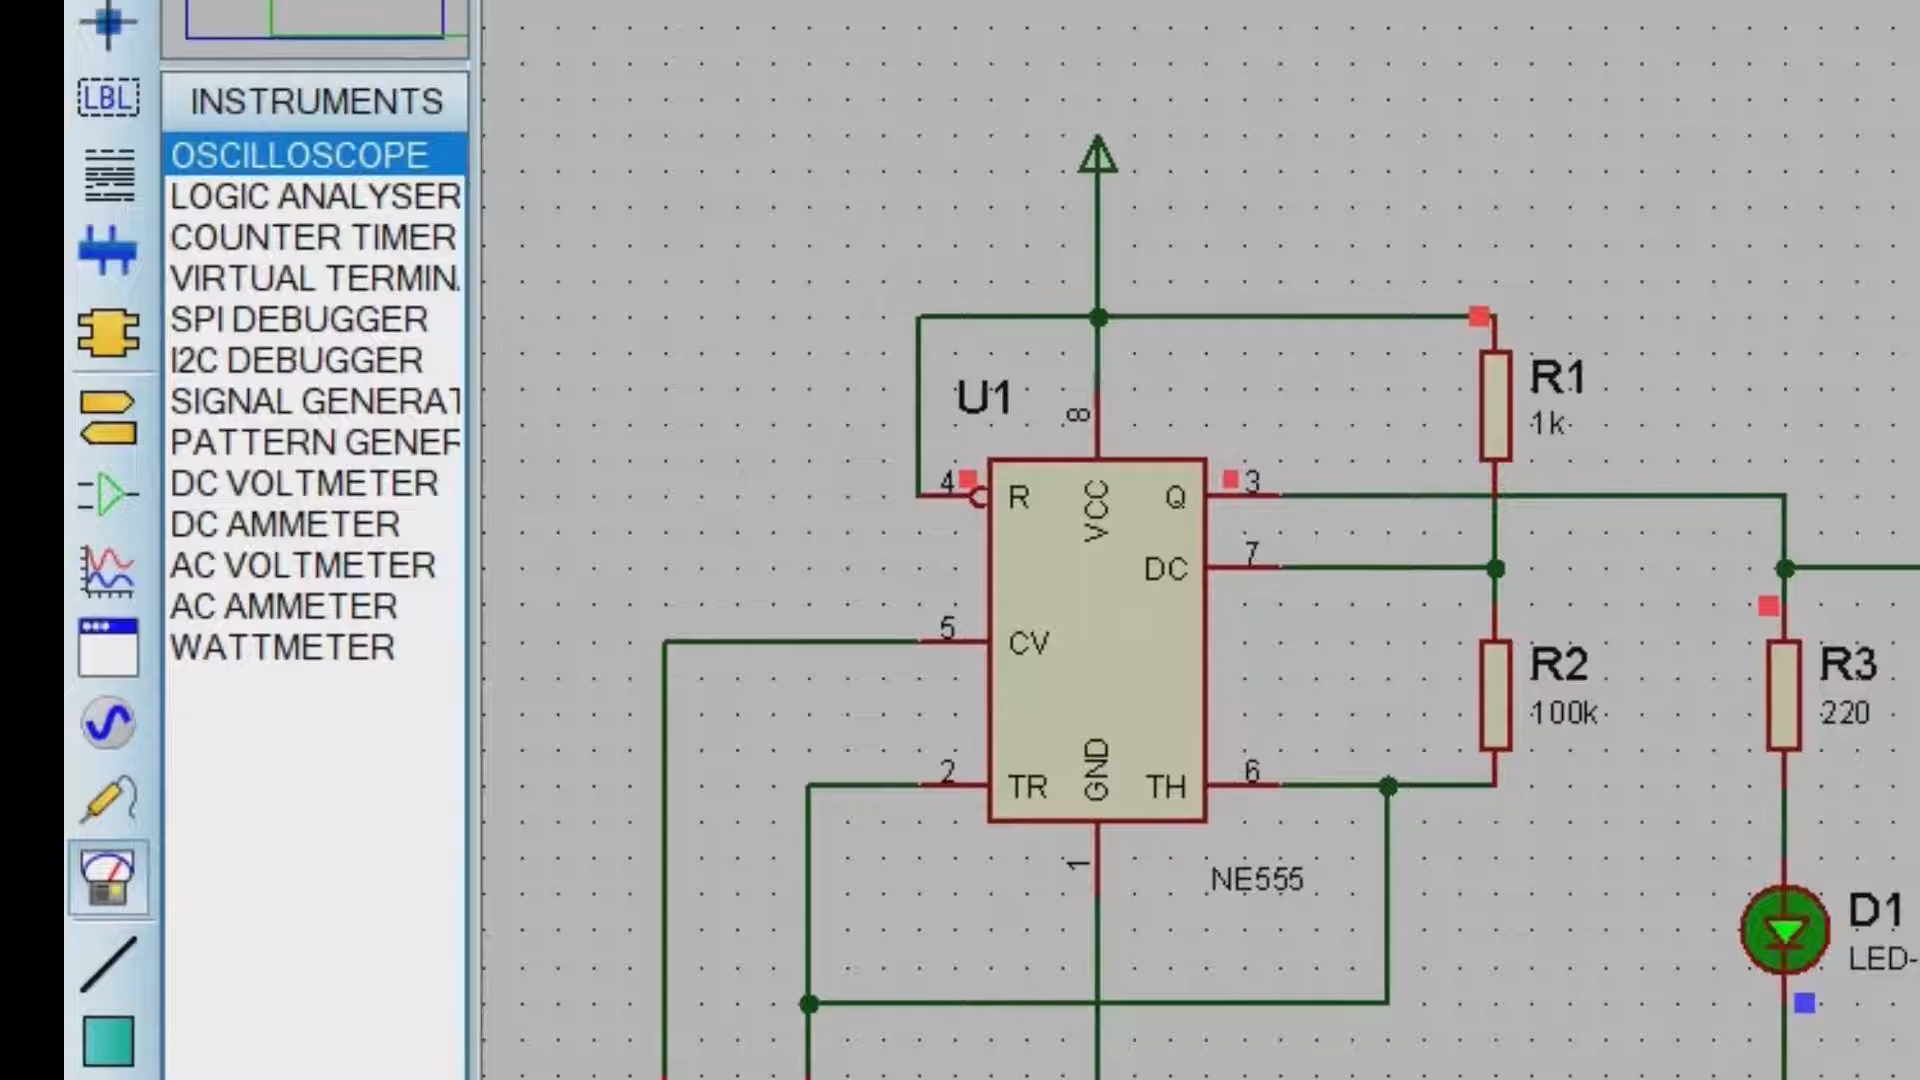 LBL
INSTRUMENTS
OSCILLOSCOPE
LOGIC ANALYSER
COUNTER TIMER
VIRTUAL TERMIN
SPI DEBUGGER
I2C DEBUGGER
SIGNAL GENERAT
PATTERN GENER
DC VOLTMETER
DC AMMETER
AC VOLTMETER
AC AMMETER
WATTMETER
U1
8
R1
1k
4
R
VCC
Q
3
DC
7
5
CV
R2
100k
R3
220
2
TR
GND
TH
6
1
NE555
D1
LED-